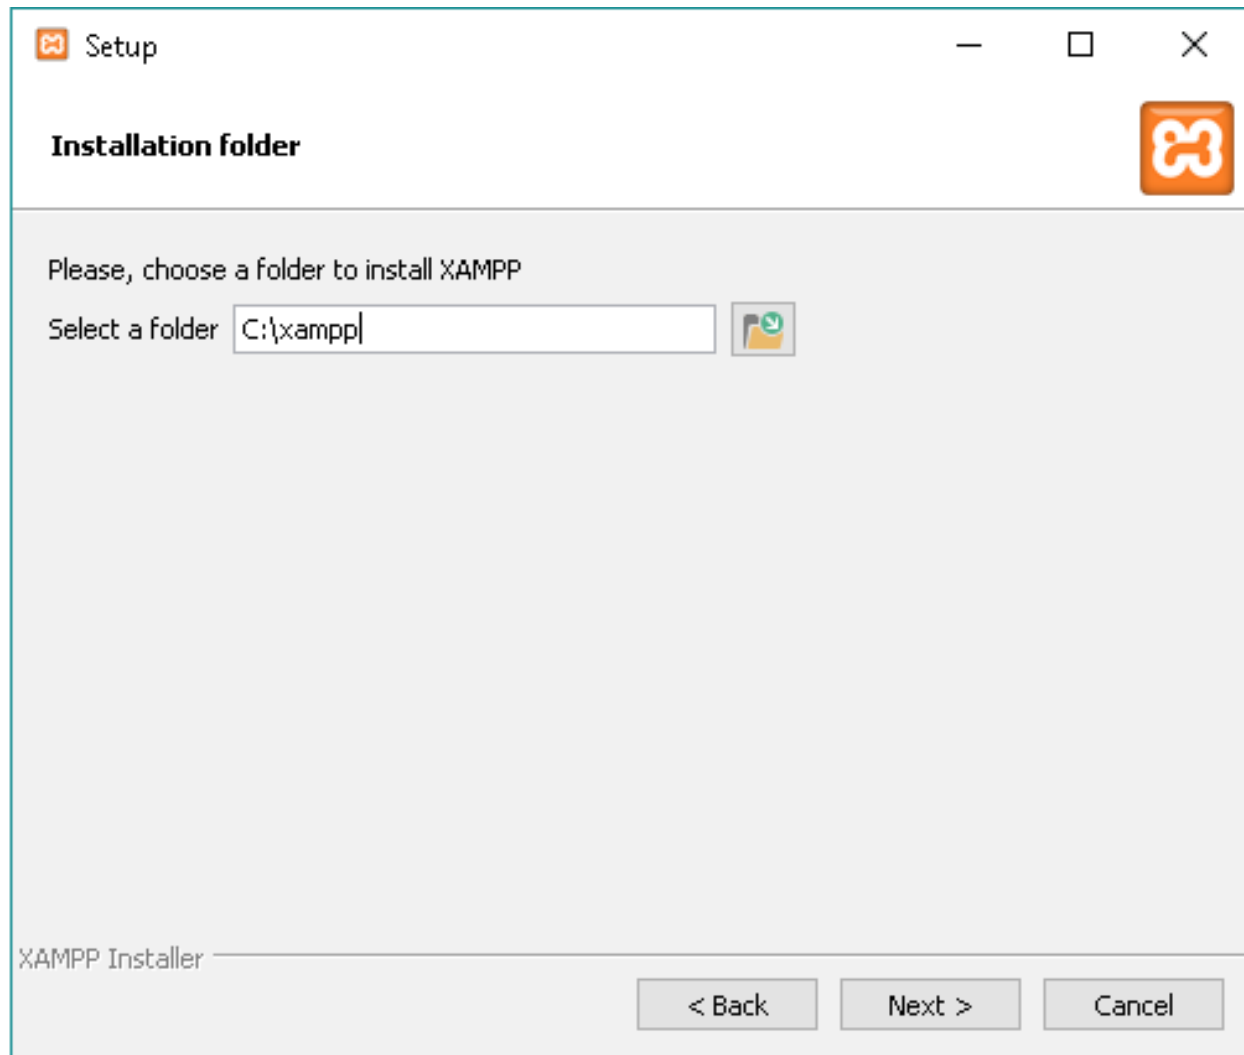 Setup
Installation folder
Please, choose a folder to install XAMPP
Select a folder C:\xampp
XAMPP Installer
< Back Next > Cancel